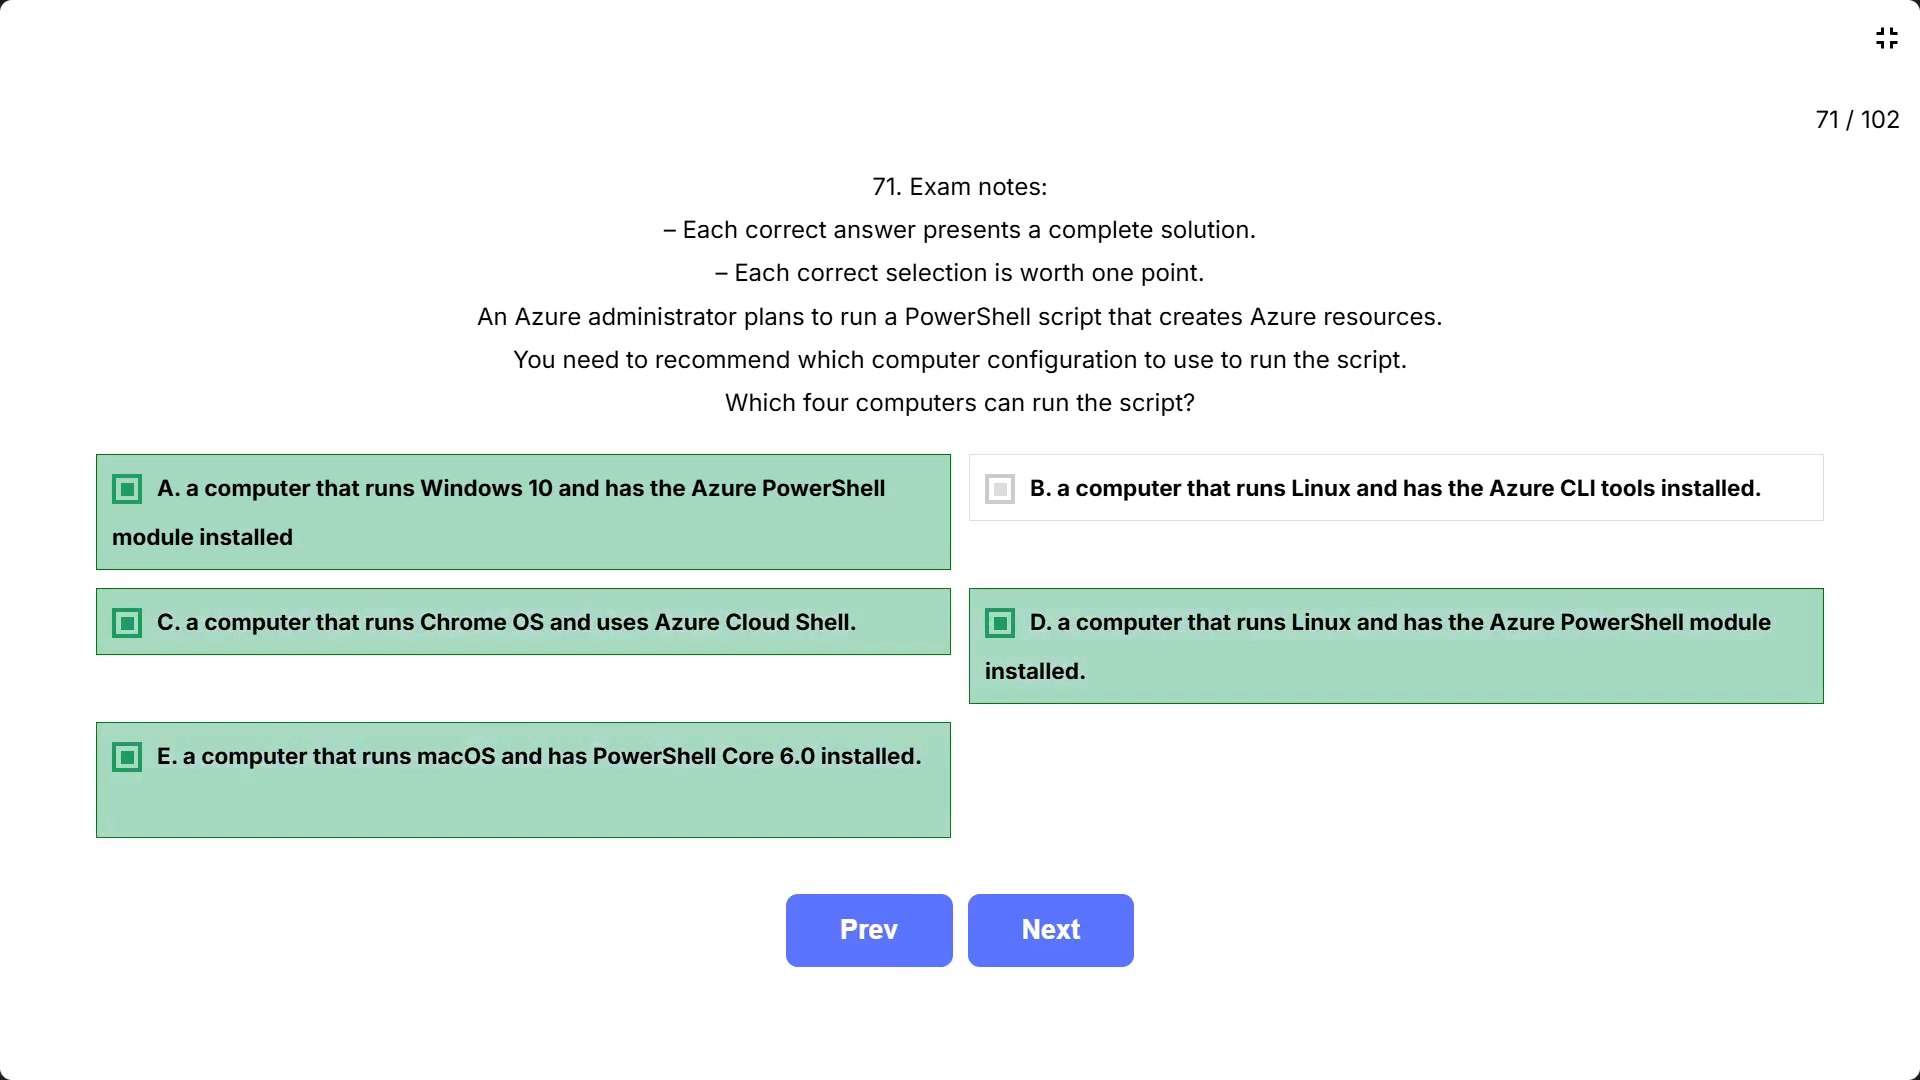 71 / 102
71. Exam notes:
– Each correct answer presents a complete solution.
– Each correct selection is worth one point.
An Azure administrator plans to run a PowerShell script that creates Azure resources.
You need to recommend which computer configuration to use to run the script.
Which four computers can run the script?
A. a computer that runs Windows 10 and has the Azure PowerShell
module installed
B. a computer that runs Linux and has the Azure CLI tools installed.
C. a computer that runs Chrome OS and uses Azure Cloud Shell.
D. a computer that runs Linux and has the Azure PowerShell module
installed.
E. a computer that runs macOS and has PowerShell Core 6.0 installed.
Prev
Next